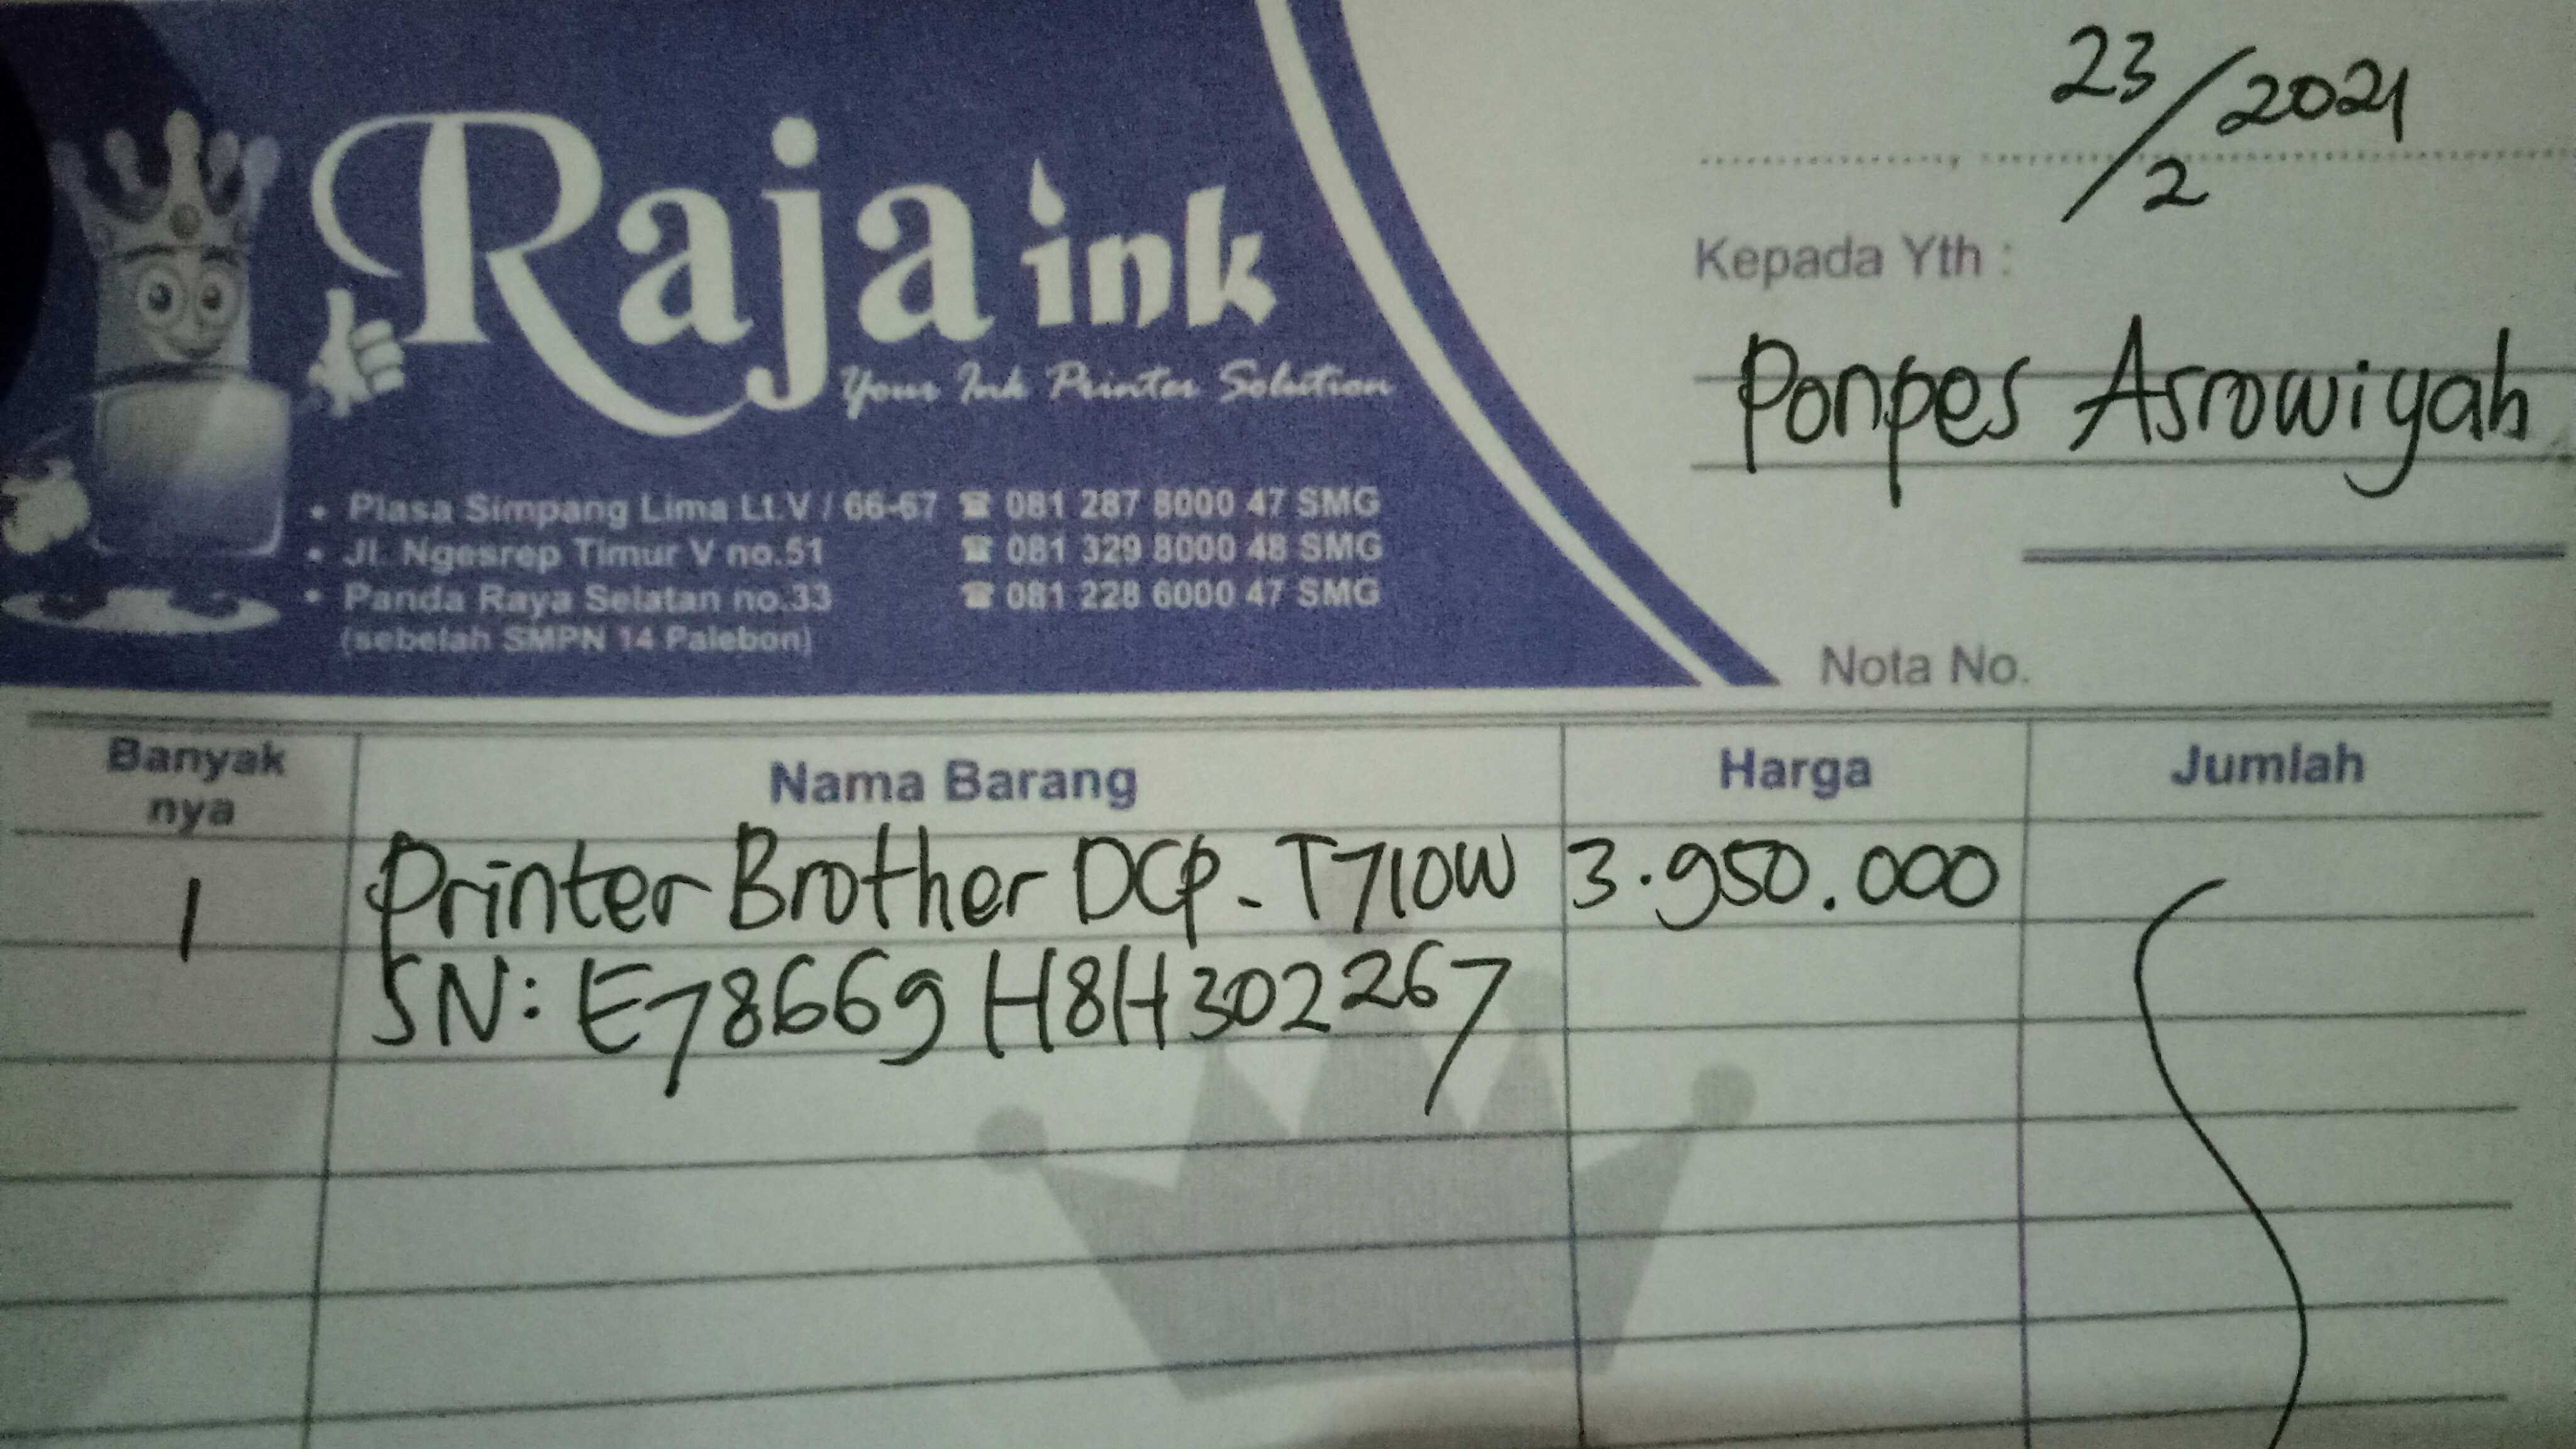 23/2 2021
Raja ink
Your Ink Printer Solution
Kepada Yth :
Ponpes Asrowiyah
• Plasa Simpang Lima Lt.V / 66-67 ☎ 081 287 8000 47 SMG
• Jl. Ngesrep Timur V no.51 ☎ 081 329 8000 48 SMG
• Panda Raya Selatan no.33 ☎ 081 228 6000 47 SMG
(sebelah SMPN 14 Palebon)
Nota No.
Banyak nya Nama Barang Harga Jumlah
1 Printer Brother DCP-T710W 3.950.000
SN: E78669H8H302267